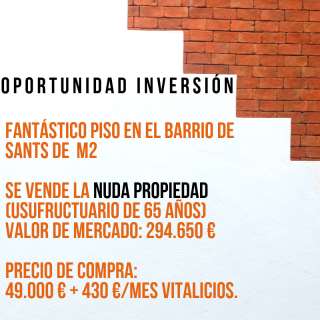 OPORTUNIDAD INVERSIÓN
FANTÁSTICO PISO EN EL BARRIO DE
SANTS DE M2
SE VENDE LA NUDA PROPIEDAD
(USUFRUCTUARIO DE 65 AÑOS)
VALOR DE MERCADO: 294.650 €
PRECIO DE COMPRA:
49.000 € + 430 €/MES VITALICIOS.